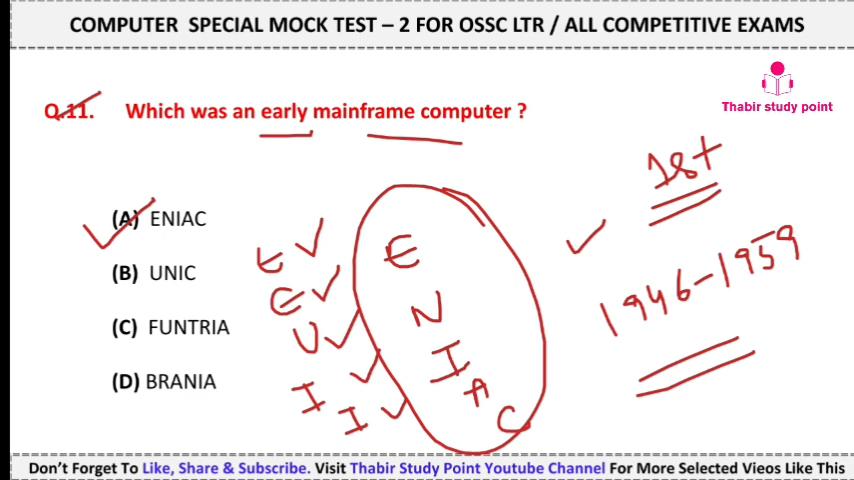 COMPUTER SPECIAL MOCK TEST – 2 FOR OSSC LTR / ALL COMPETITIVE EXAMS
Thabir study point
Q.11. Which was an early mainframe computer ?
1st
(A) ENIAC
(B) UNIC
(C) FUNTRIA
(D) BRANIA
E
E
U
I
I
E
N
I
A
C
1946-1959
Don't Forget To Like, Share & Subscribe. Visit Thabir Study Point Youtube Channel For More Selected Vieos Like This